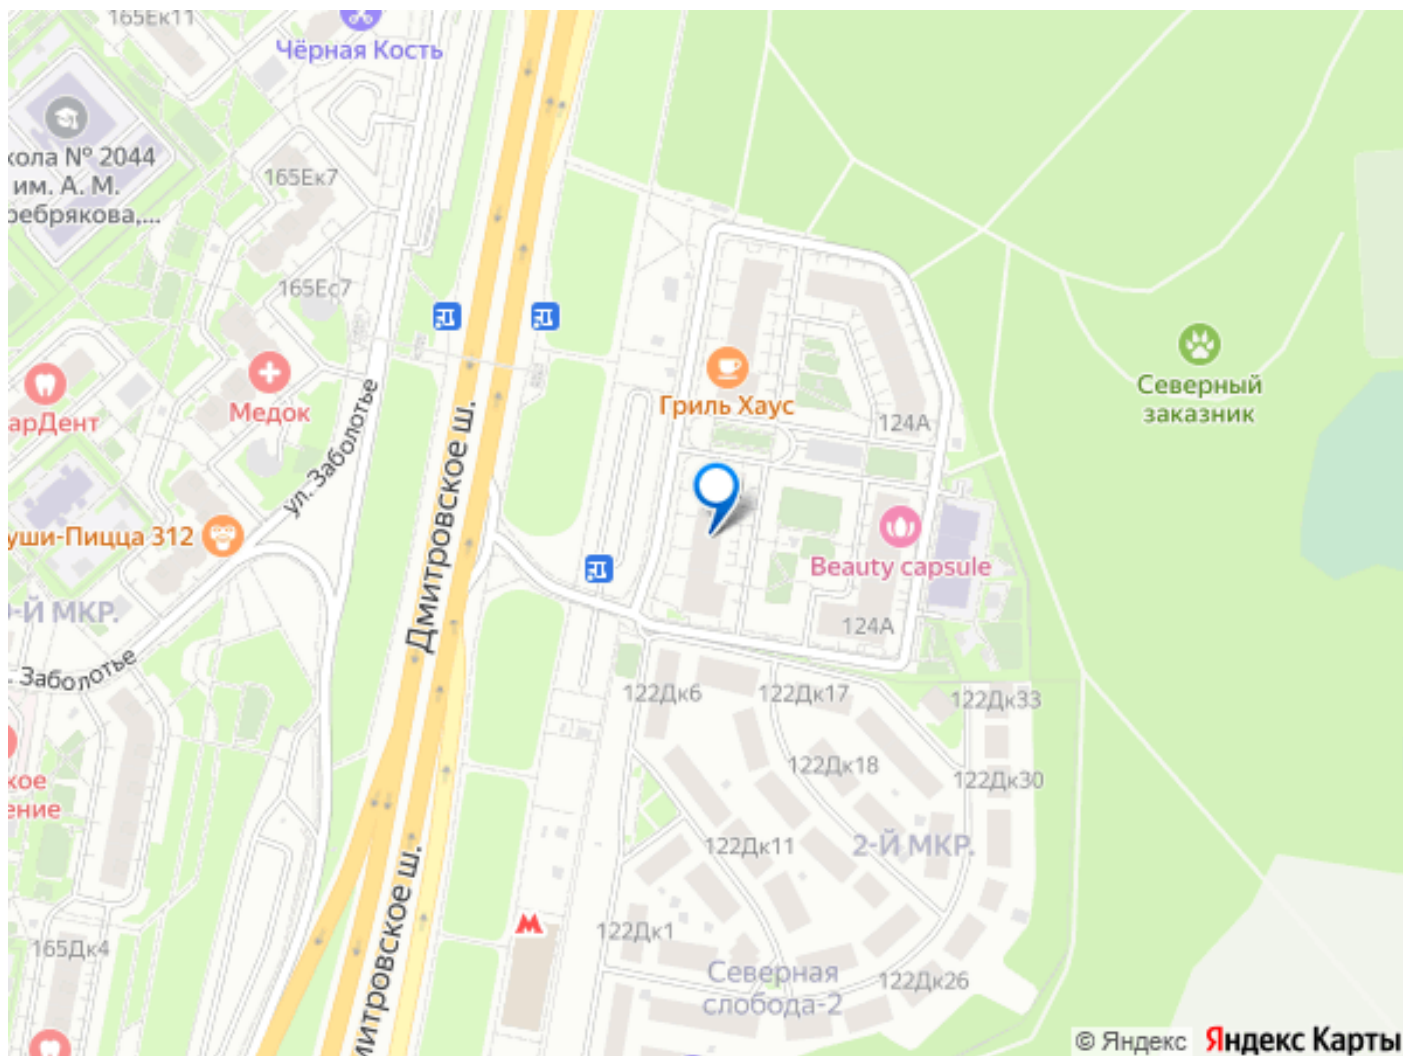 165Ек11
Чёрная Кость
кола № 2044
им. А. М.
ребрякова,...
165Ек7
165Ес7
Медок
арДент
ул. Заболотье
Дмитровское ш.
Гриль Хаус
124А
Северный
заказник
уши-Пицца 312
Beauty capsule
-Й МКР.
124А
. Заболотье
122Дк6
122Дк17
122Дк33
122Дк18
122Дк30
кое
ение
122Дк11
2-Й МКР.
митровское ш.
165Дк4
122Дк1
Северная
слобода-2
122Дк26
© Яндекс Яндекс Карты